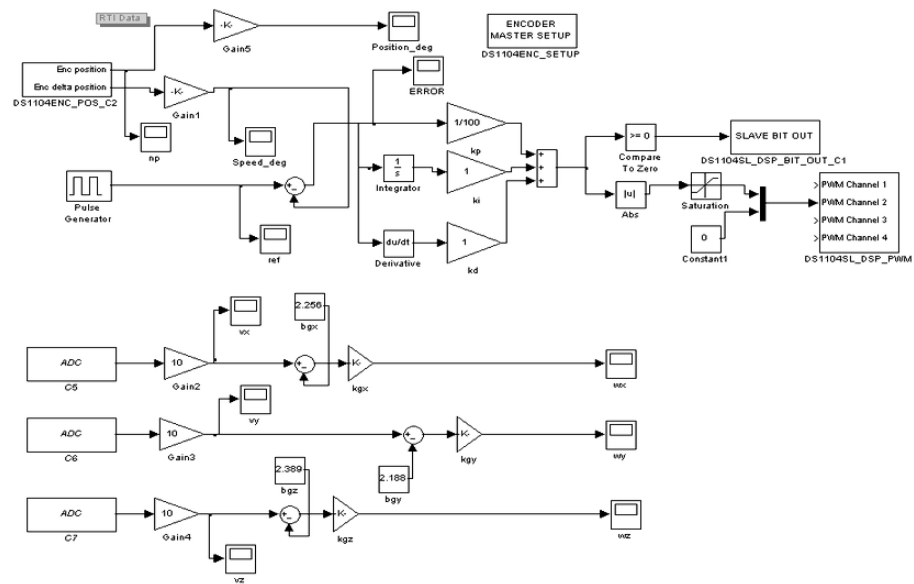 RTI Data
-K-
Gain5
Position_deg
ENCODER
MASTER SETUP
DS1104ENC_SETUP
Enc position
Enc delta position
DS1104ENC_POS_C2
-K-
Gain1
np
Speed_deg
ERROR
1/100
kp
>= 0
Compare
To Zero
SLAVE BIT OUT
DS1104SL_DSP_BIT_OUT_C1
Pulse
Generator
ref
1
s
Integrator
1
ki
+
+
+
|u|
Abs
Saturation
0
Constant1
PWM Channel 1
PWM Channel 2
PWM Channel 3
PWM Channel 4
DS1104SL_DSP_PWM
du/dt
Derivative
1
kd
vx
2.256
bgx
ADC
C5
10
Gain2
K-
kgx
wx
vy
ADC
C6
10
Gain3
2.188
bgy
K-
kgy
wy
2.389
bgz
ADC
C7
10
Gain4
K-
kgz
wz
vz